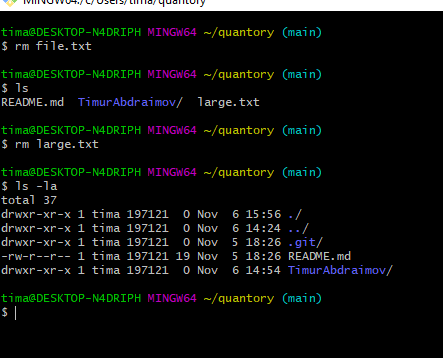 MINGW64:/c/Users/tima/quantory
tima@DESKTOP-N4DRIPH MINGW64 ~/quantory (main)
$ rm file.txt
tima@DESKTOP-N4DRIPH MINGW64 ~/quantory (main)
$ ls
README.md  TimurAbdraimov/  large.txt
tima@DESKTOP-N4DRIPH MINGW64 ~/quantory (main)
$ rm large.txt
tima@DESKTOP-N4DRIPH MINGW64 ~/quantory (main)
$ ls -la
total 37
drwxr-xr-x 1 tima 197121  0 Nov  6 15:56 ./
drwxr-xr-x 1 tima 197121  0 Nov  6 14:24 ../
drwxr-xr-x 1 tima 197121  0 Nov  5 18:26 .git/
-rw-r--r-- 1 tima 197121 19 Nov  5 18:26 README.md
drwxr-xr-x 1 tima 197121  0 Nov  6 14:54 TimurAbdraimov/
tima@DESKTOP-N4DRIPH MINGW64 ~/quantory (main)
$